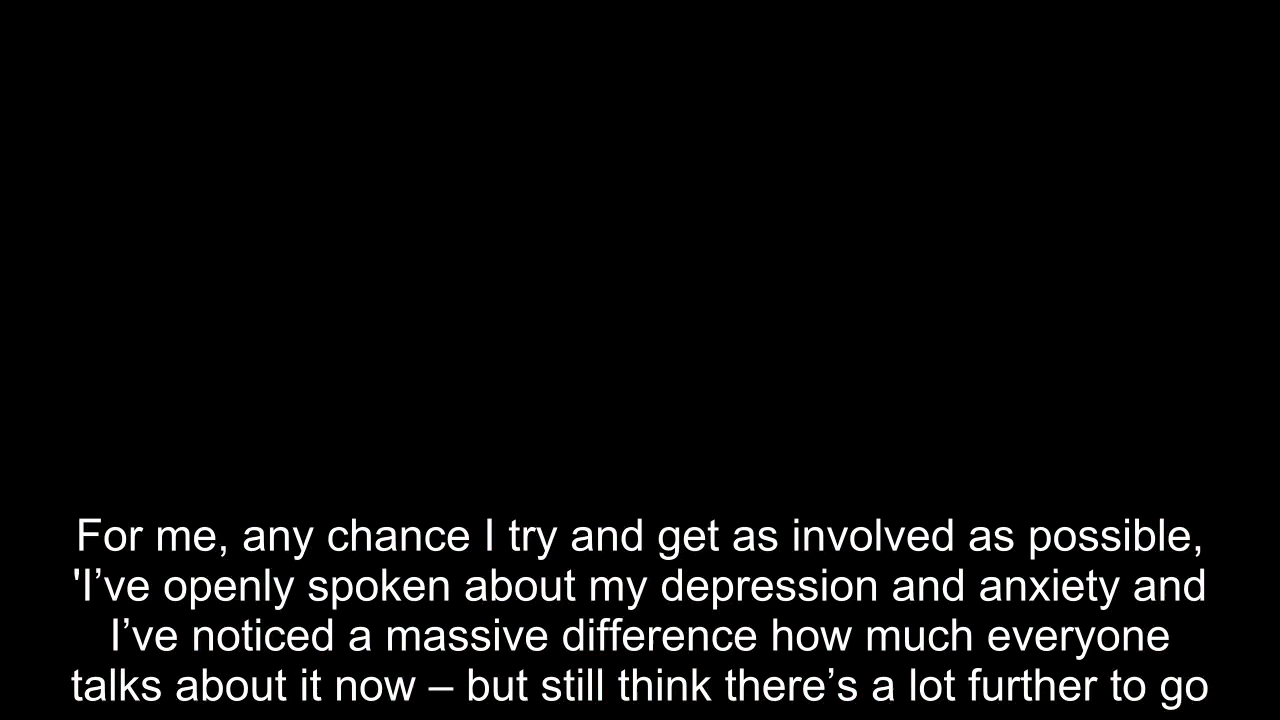 For me, any chance I try and get as involved as possible,
'I’ve openly spoken about my depression and anxiety and
I’ve noticed a massive difference how much everyone
talks about it now – but still think there’s a lot further to go